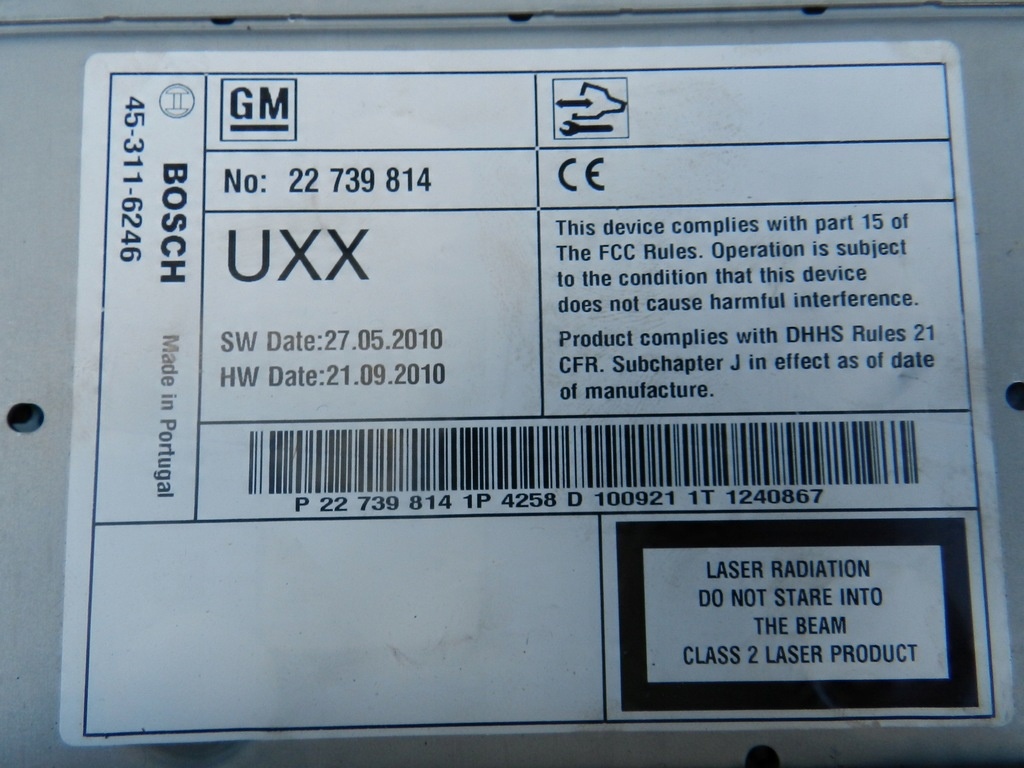 45-311-6246
BOSCH Made in Portugal
GM
No: 22 739 814
UXX
SW Date:27.05.2010
HW Date:21.09.2010
CE
This device complies with part 15 of
The FCC Rules. Operation is subject
to the condition that this device
does not cause harmful interference.
Product complies with DHHS Rules 21
CFR. Subchapter J in effect as of date
of manufacture.
P 22 739 814 1P 4258 D 100921 1T 1240867
LASER RADIATION
DO NOT STARE INTO
THE BEAM
CLASS 2 LASER PRODUCT